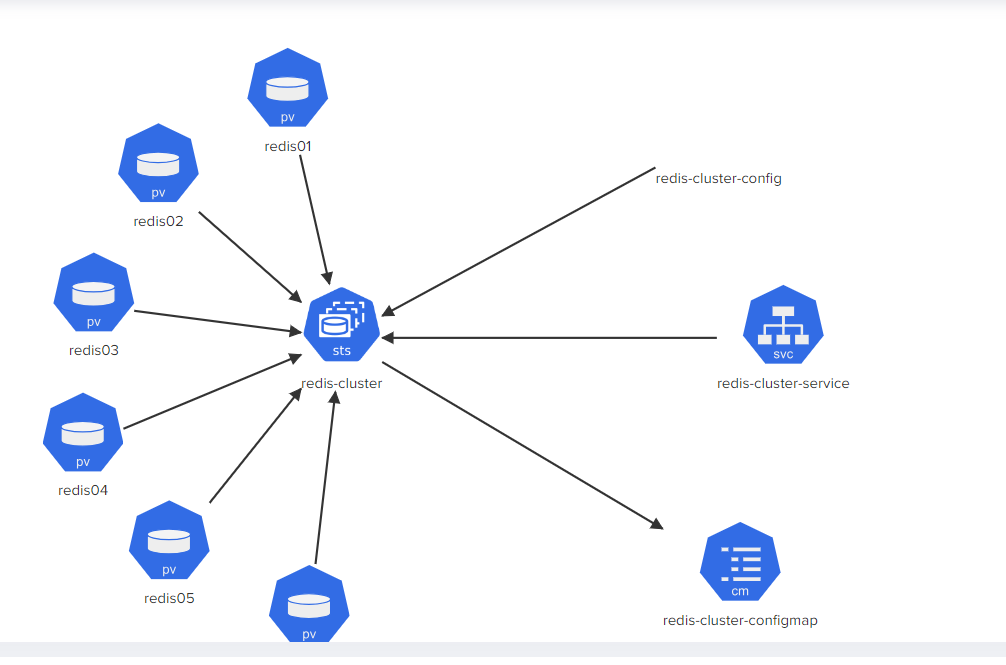 pv
redis01
pv
redis02
redis-cluster-config
pv
redis03
sts
redis-cluster
svc
redis-cluster-service
pv
redis04
pv
redis05
cm
redis-cluster-configmap
pv